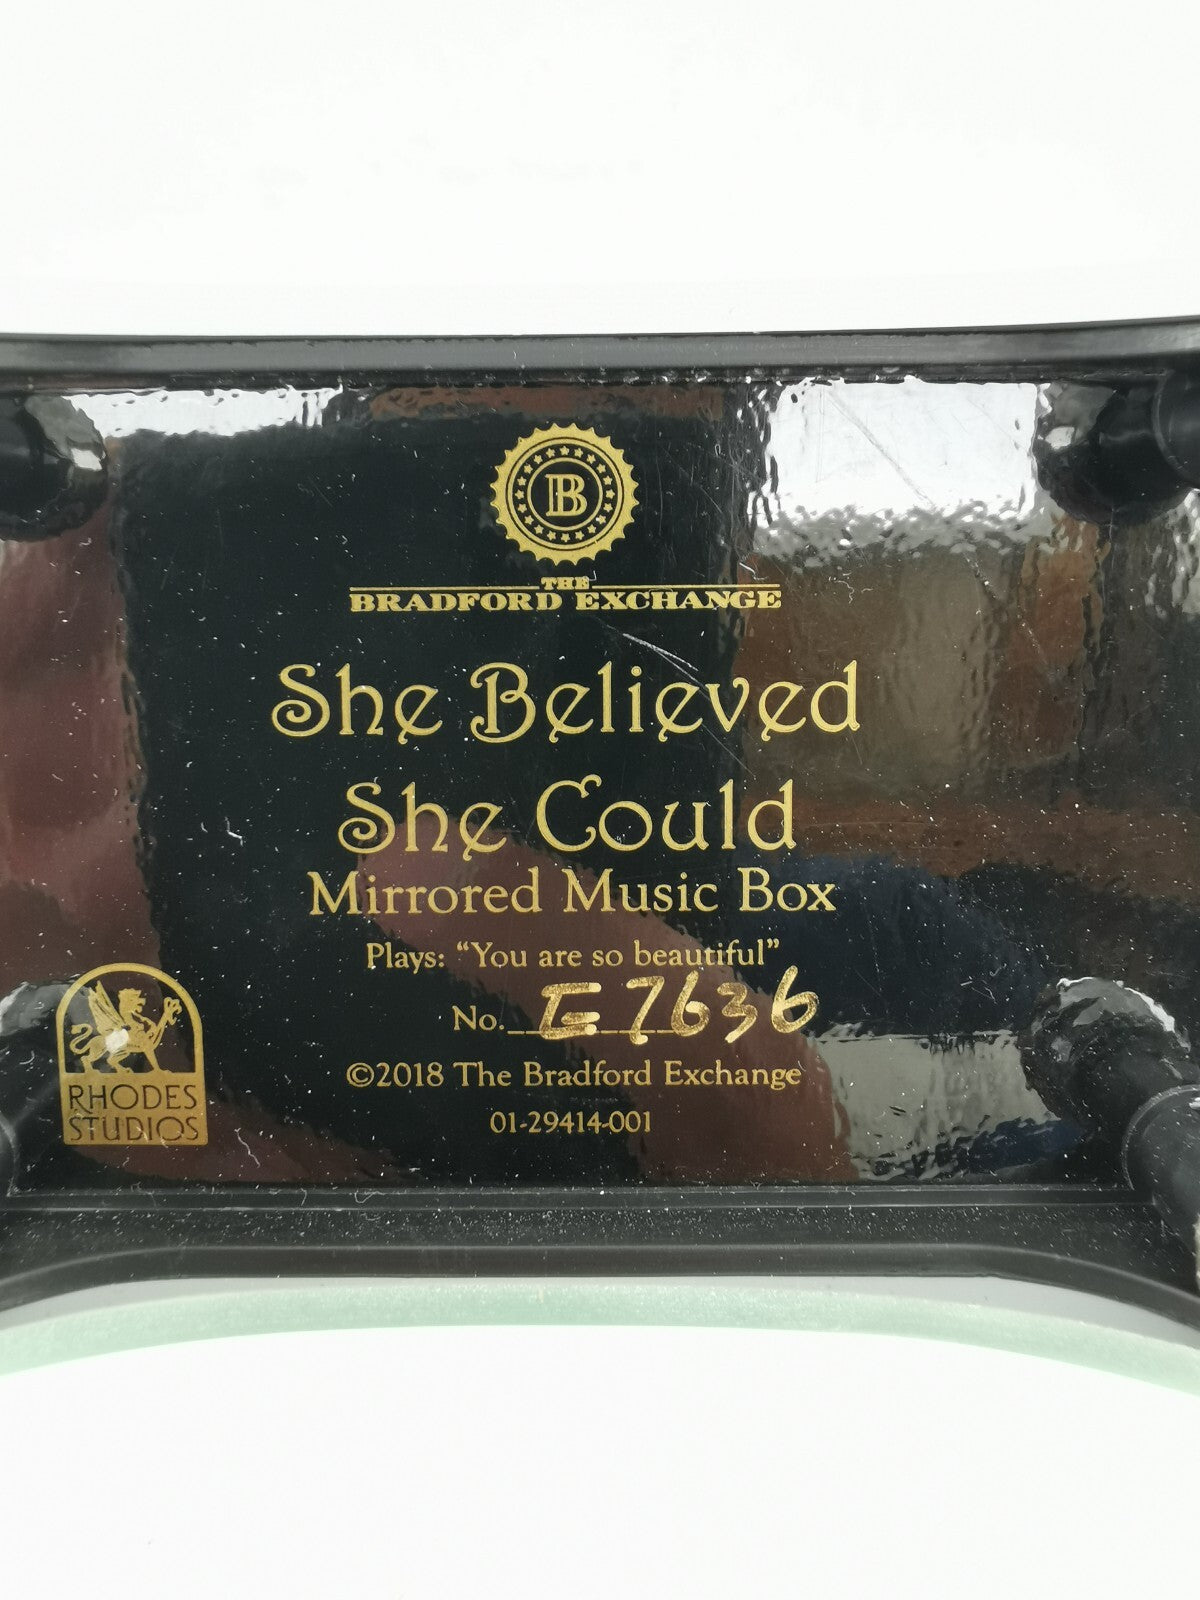 B
THE
BRADFORD EXCHANGE
She Believed
She Could
Mirrored Music Box
Plays: “You are so beautiful”
No. E7636
©2018 The Bradford Exchange
01-29414-001
RHODES
STUDIOS